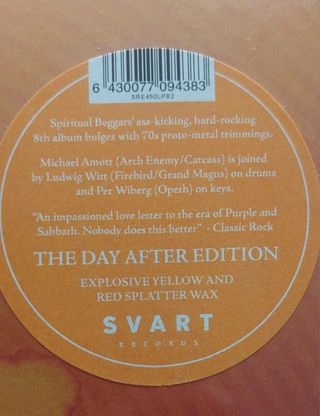 6 430077 094383
SRE450LPB2
Spiritual Beggars' ass-kicking, hard-rocking
8th album bulges with 70s proto-metal trimmings.
Michael Amott (Arch Enemy/Carcass) is joined
by Ludwig Witt (Firebird/Grand Magus) on drums
and Per Wiberg (Opeth) on keys.
"An impassioned love letter to the era of Purple and
Sabbath. Nobody does this better" - Classic Rock
THE DAY AFTER EDITION
EXPLOSIVE YELLOW AND
RED SPLATTER WAX
SVART
RECORDS